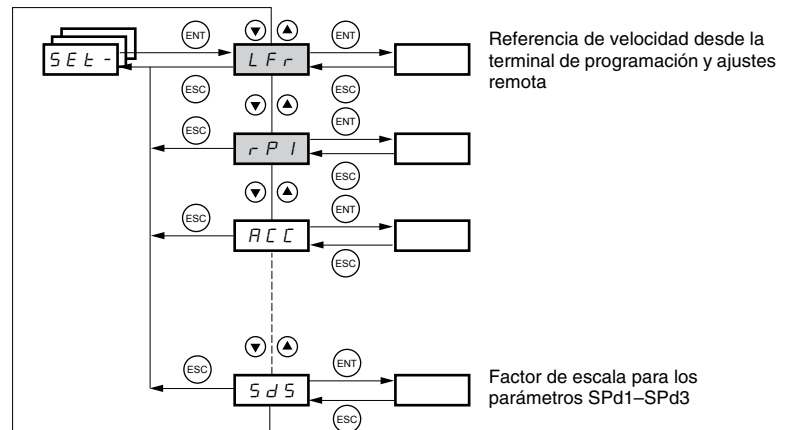 ENT
ENT
SEt-
LFr
Referencia de velocidad desde la
terminal de programación y ajustes
remota
ESC
ESC
ESC
ENT
rPI
ESC
ENT
ESC
ACC
ESC
ENT
ESC
SdS
Factor de escala para los
parámetros SPd1–SPd3
ESC